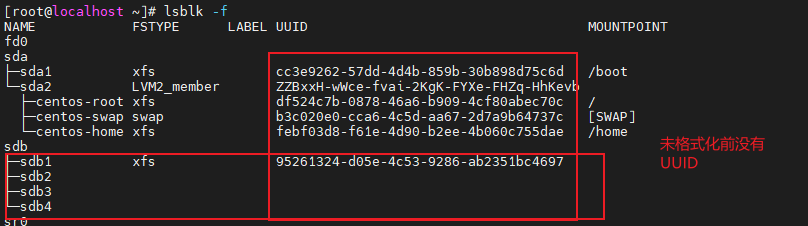 [root@localhost ~]# lsblk -f
NAME            FSTYPE      LABEL UUID                                   MOUNTPOINT
fd0
sda
├─sda1          xfs               cc3e9262-57dd-4d4b-859b-30b898d75c6d   /boot
└─sda2          LVM2_member       ZZBxxH-wWce-fvai-2KgK-FYXe-FHZq-HhKevb
  ├─centos-root xfs               df524c7b-0878-46a6-b909-4cf80abec70c   /
  ├─centos-swap swap              b3c020e0-cca6-4c5d-aa67-2d7a9b64737c   [SWAP]
  └─centos-home xfs               febf03d8-f61e-4d90-b2ee-4b060c755dae   /home
sdb
├─sdb1          xfs               95261324-d05e-4c53-9286-ab2351bc4697
├─sdb2
├─sdb3
└─sdb4
sr0
未格式化前没有
UUID